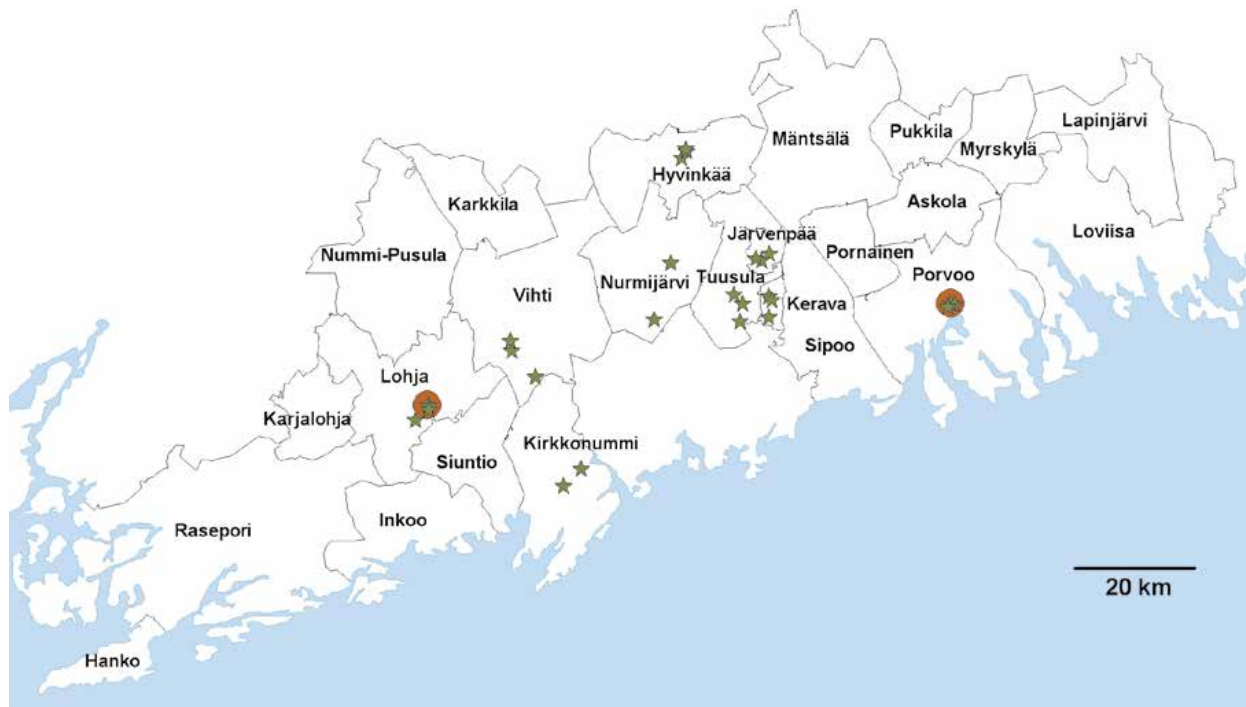 Mäntsälä
Pukkila
Lapinjärvi
Myrskylä
Hyvinkää
Karkkila
Askola
Loviisa
Järvenpää
Nummi-Pusula
Pornainen
Nurmijärvi
Tuusula
Porvoo
Vihti
Kerava
Sipoo
Lohja
Karjalohja
Kirkkonummi
Siuntio
Inkoo
Rasepori
20 km
Hanko